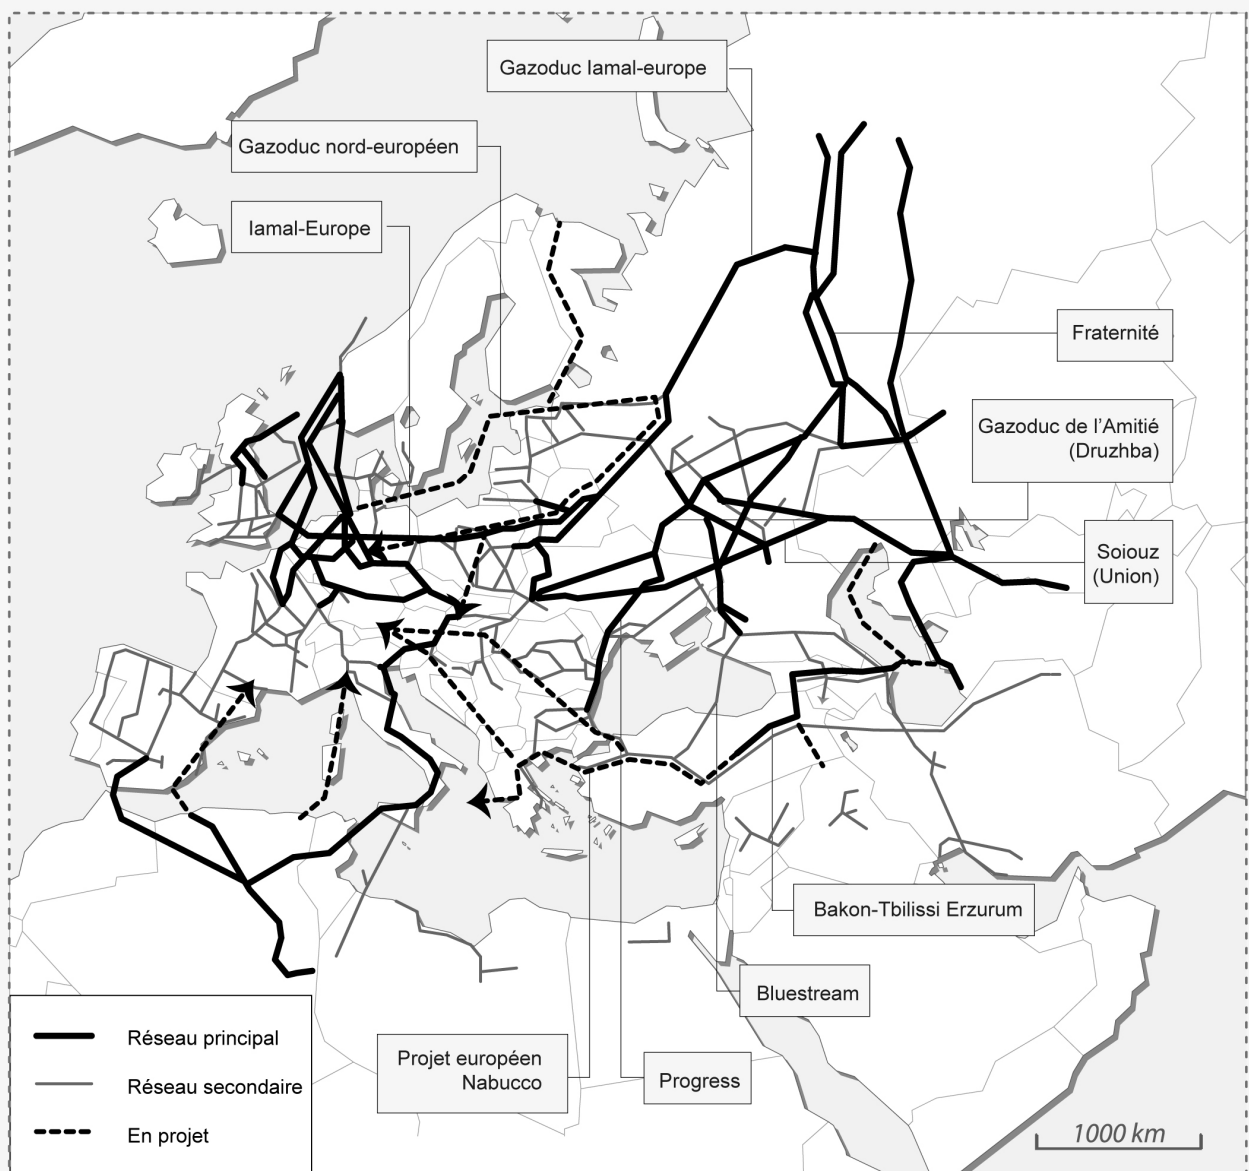 Gazoduc Iamal-europe
Gazoduc nord-européen
Iamal-Europe
Fraternité
Gazoduc de l’Amitié
(Druzhba)
Soiouz
(Union)
Bakon-Tbilissi Erzurum
Bluestream
Projet européen
Nabucco
Progress
Réseau principal
Réseau secondaire
En projet
1000 km